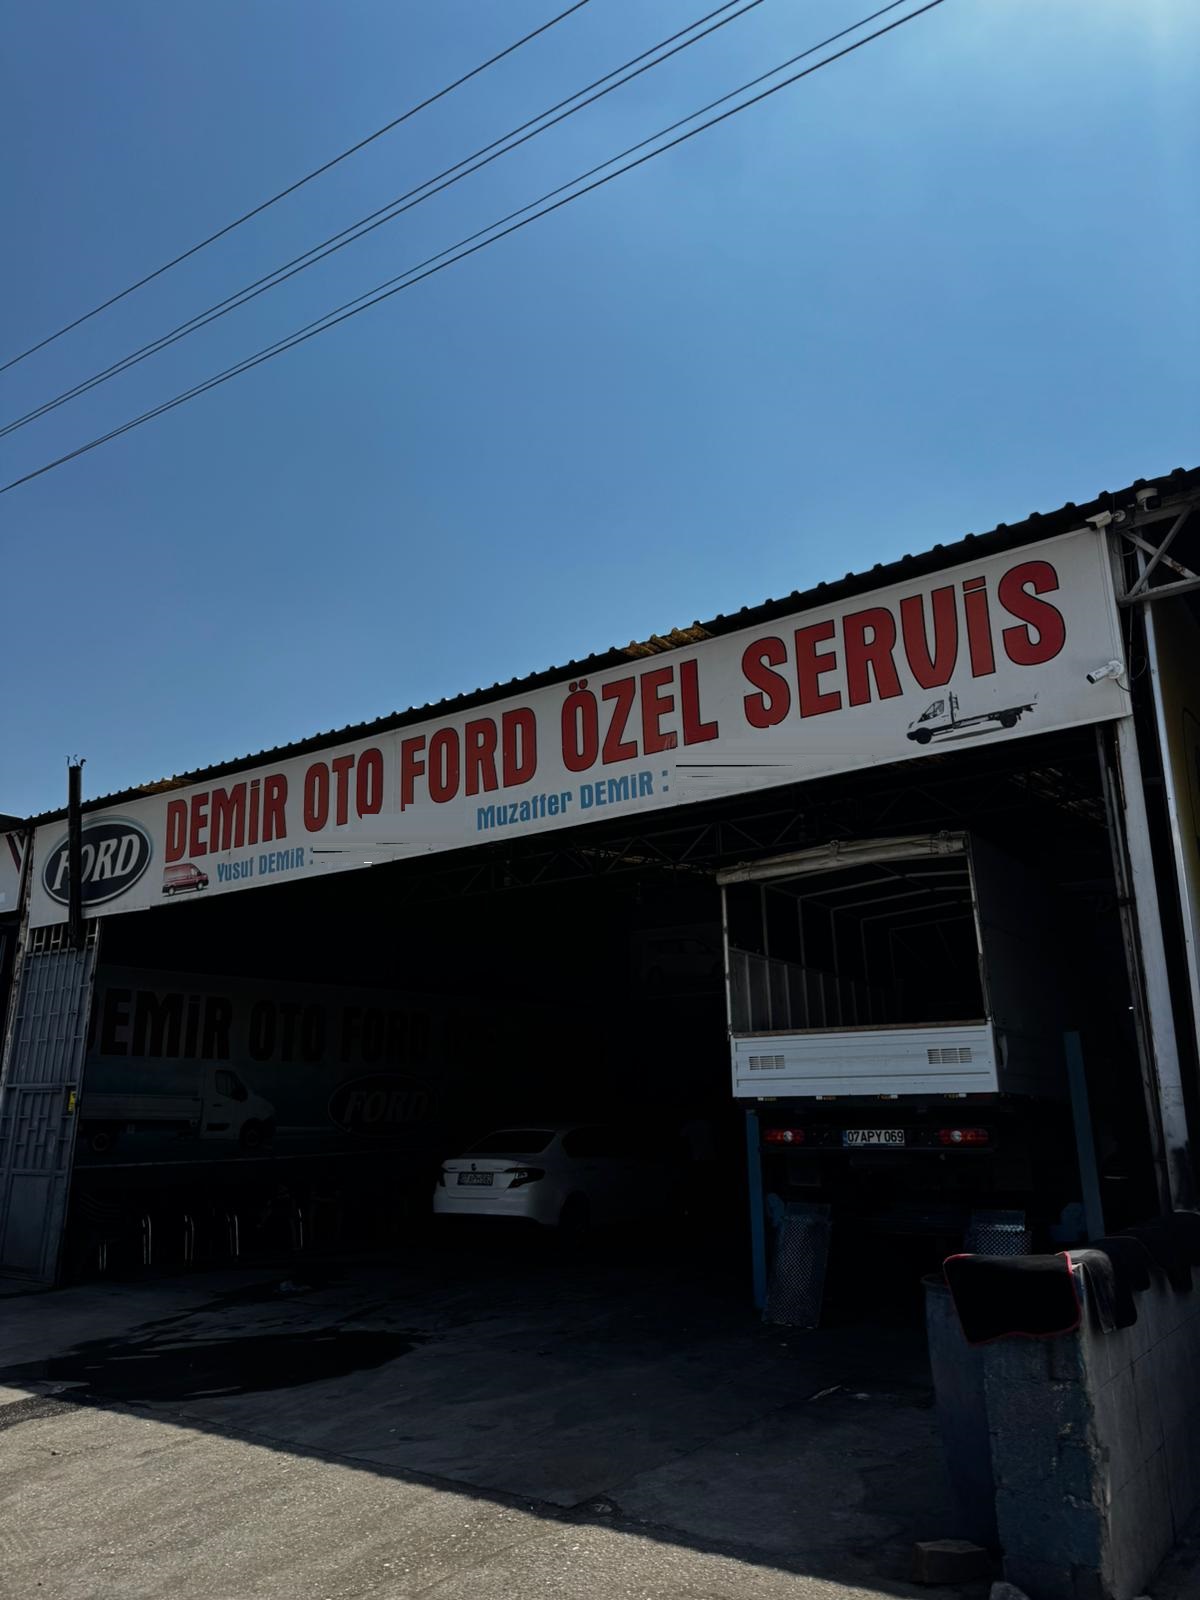 DEMİR OTO FORD ÖZEL SERVİS
FORD
Yusuf DEMİR :
Muzaffer DEMİR :
DEMİR OTO FORD
FORD
07 APY 069